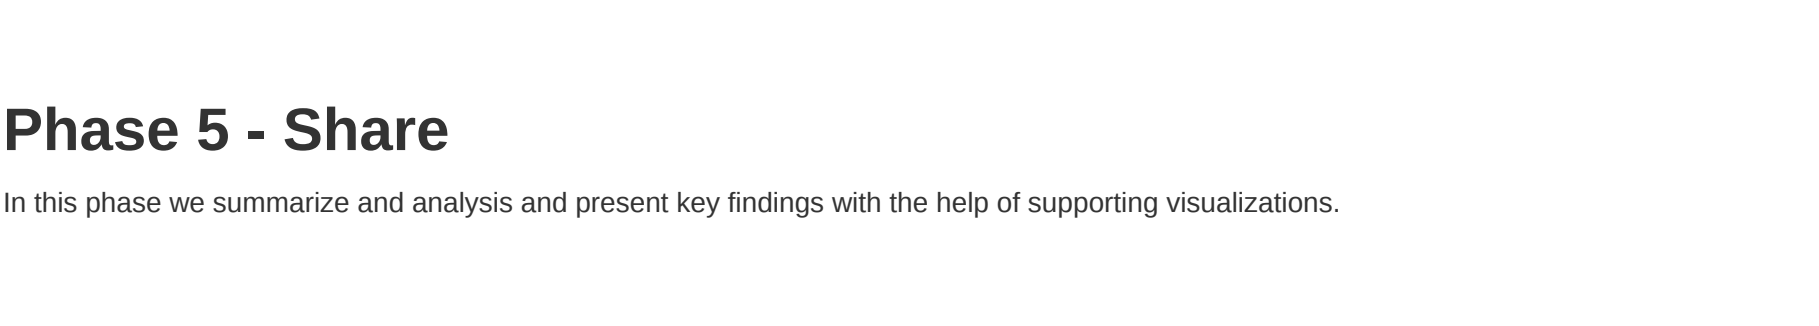 Phase 5 - Share
In this phase we summarize and analysis and present key findings with the help of supporting visualizations.